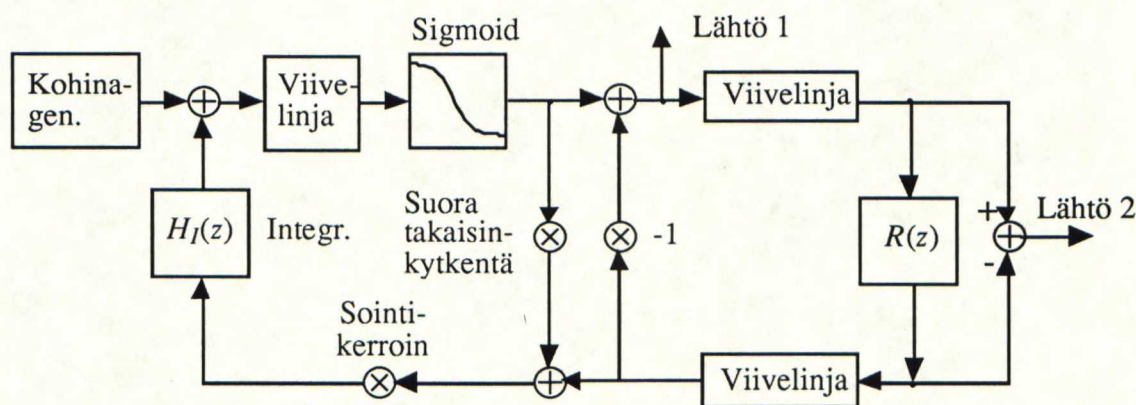 Kohina-
gen.
Viive-
linja
Sigmoid
Lähtö 1
Viivelinja
H_I(z)
Integr.
Suora
takaisin-
kytkentä
-1
R(z)
+
-
Lähtö 2
Sointi-
kerroin
Viivelinja